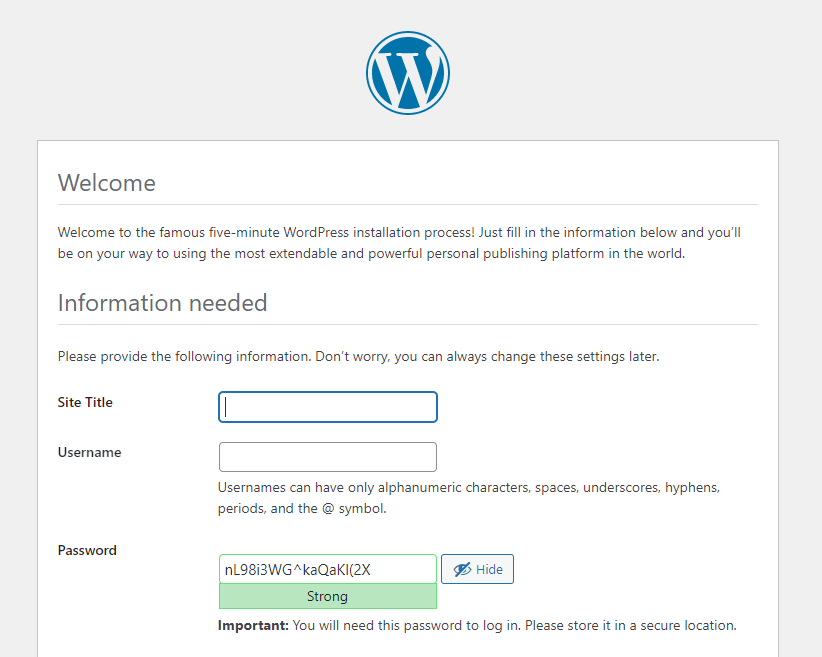 Welcome
Welcome to the famous five-minute WordPress installation process! Just fill in the information below and you’ll
be on your way to using the most extendable and powerful personal publishing platform in the world.
Information needed
Please provide the following information. Don’t worry, you can always change these settings later.
Site Title
Username
Usernames can have only alphanumeric characters, spaces, underscores, hyphens,
periods, and the @ symbol.
Password
nL98i3WG^kaQaKI(2X
Hide
Strong
Important: You will need this password to log in. Please store it in a secure location.